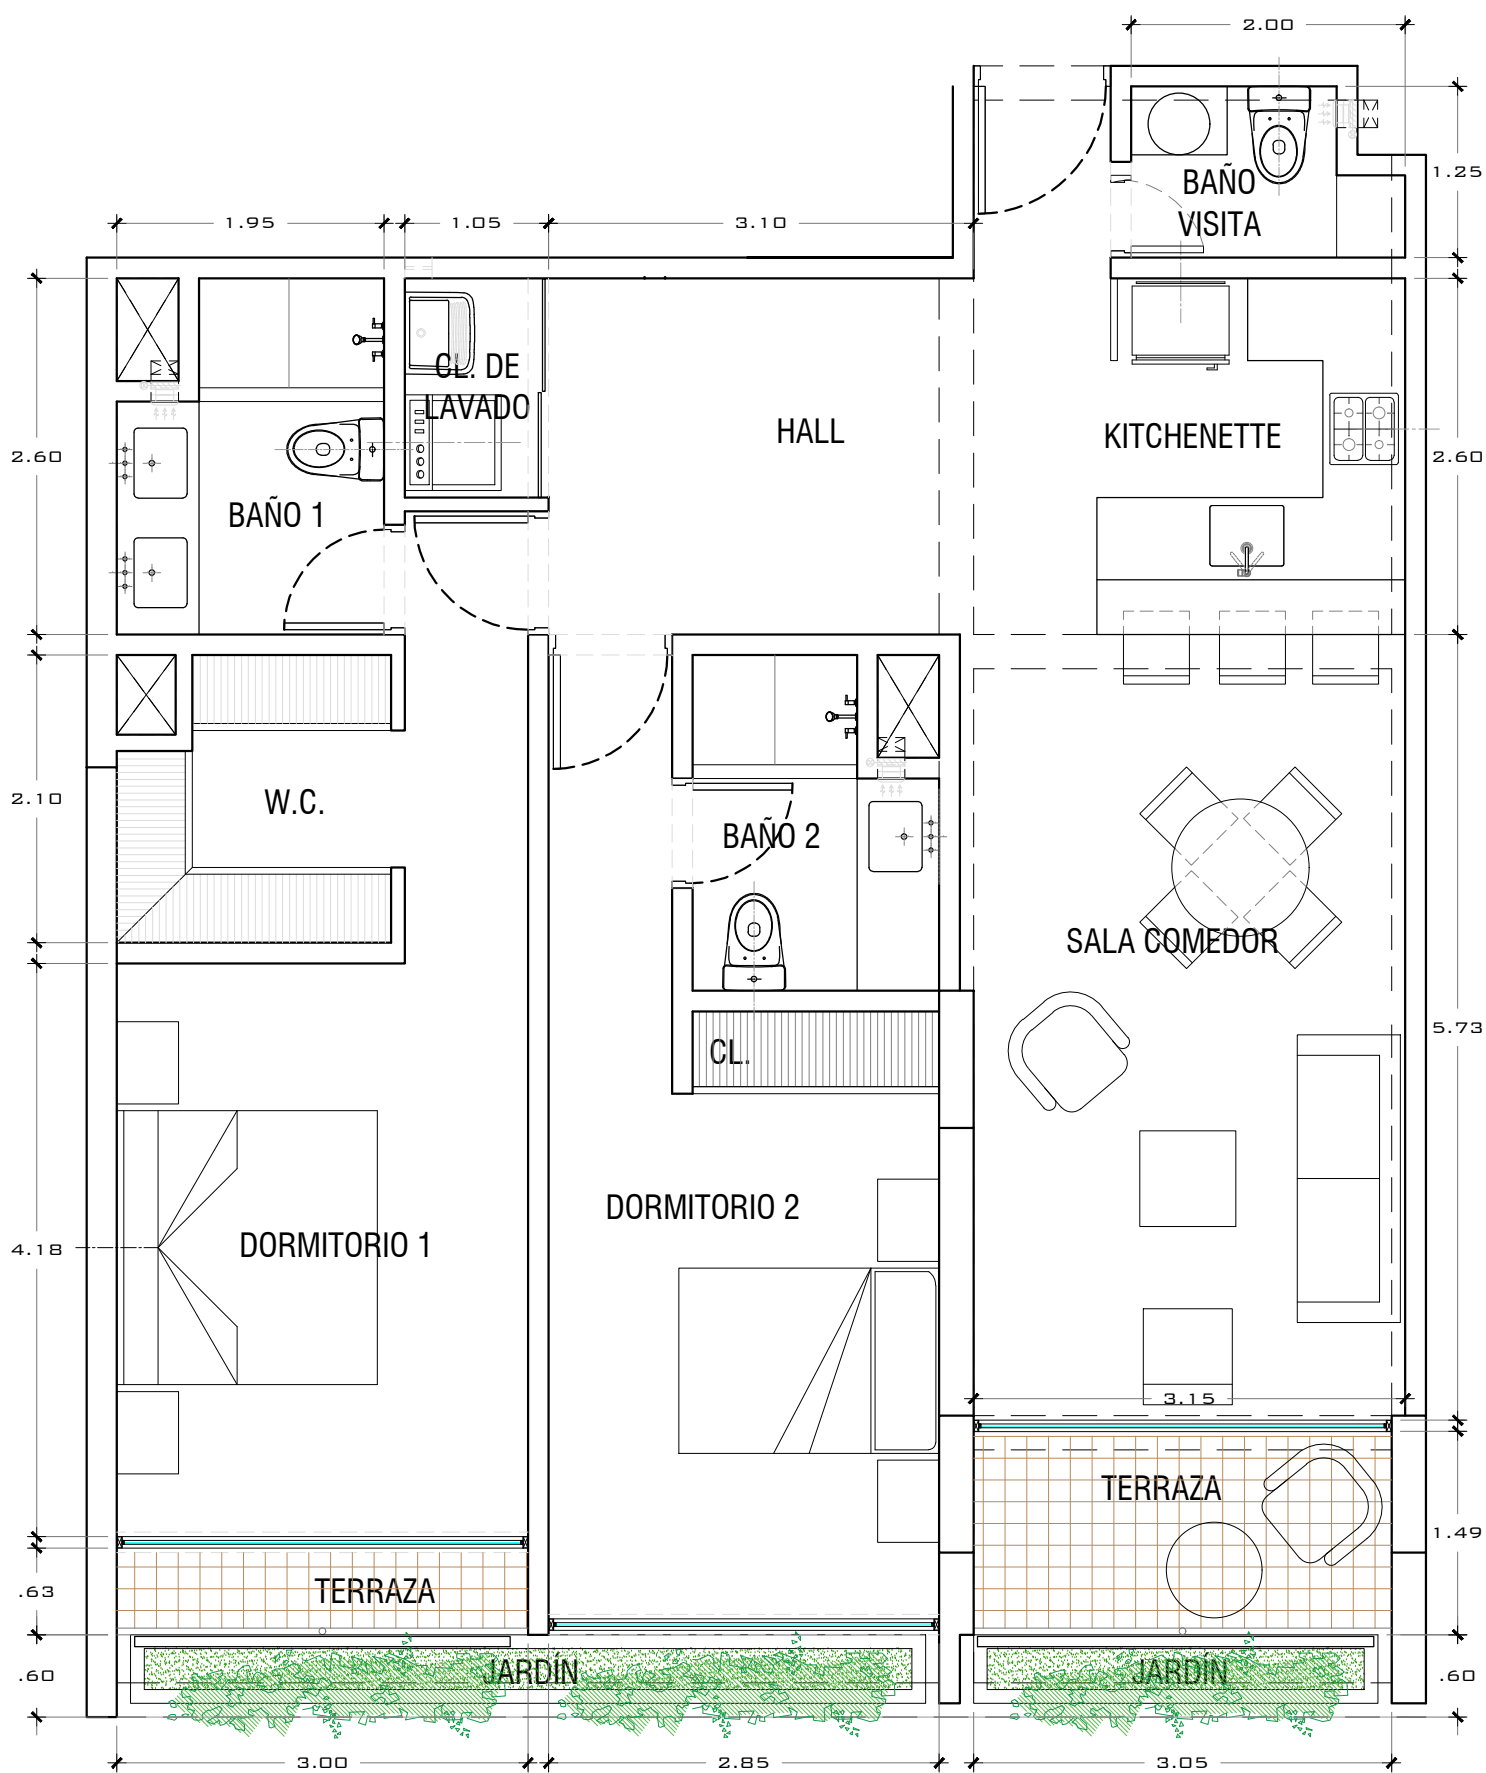 2.00
1.25
BAÑO
VISITA
1.95
1.05
3.10
CL. DE
LAVADO
HALL
KITCHENETTE
2.60
2.60
BAÑO 1
2.10
W.C.
BAÑO 2
SALA COMEDOR
5.73
CL.
DORMITORIO 2
4.18
DORMITORIO 1
3.15
TERRAZA
1.49
.63
TERRAZA
.60
JARDÍN
JARDÍN
.60
3.00
2.85
3.05